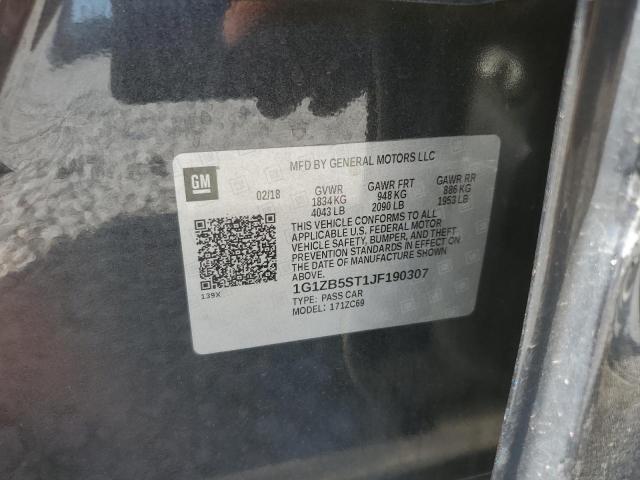 GM
MFD BY GENERAL MOTORS LLC
02/18 GVWR GAWR FRT GAWR RR
1834 KG 948 KG 886 KG
4043 LB 2090 LB 1953 LB
THIS VEHICLE CONFORMS TO ALL
APPLICABLE U.S. FEDERAL MOTOR
VEHICLE SAFETY, BUMPER, AND THEFT
PREVENTION STANDARDS IN EFFECT ON
THE DATE OF MANUFACTURE SHOWN
ABOVE.
1G1ZB5ST1JF190307
TYPE: PASS CAR
MODEL: 171ZC69
139X